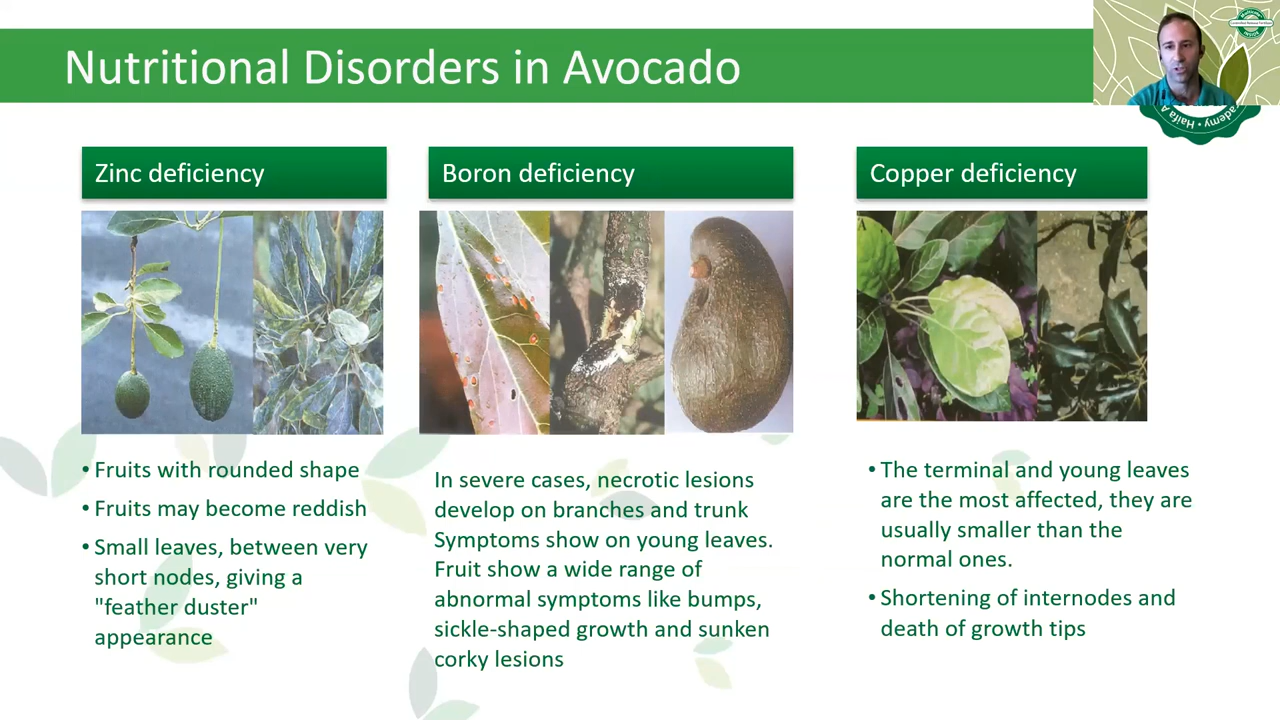 Nutritional Disorders in Avocado
Zinc deficiency
• Fruits with rounded shape
• Fruits may become reddish
• Small leaves, between very
short nodes, giving a
"feather duster"
appearance
Boron deficiency
In severe cases, necrotic lesions
develop on branches and trunk
Symptoms show on young leaves.
Fruit show a wide range of
abnormal symptoms like bumps,
sickle-shaped growth and sunken
corky lesions
Copper deficiency
• The terminal and young leaves
are the most affected, they are
usually smaller than the
normal ones.
• Shortening of internodes and
death of growth tips